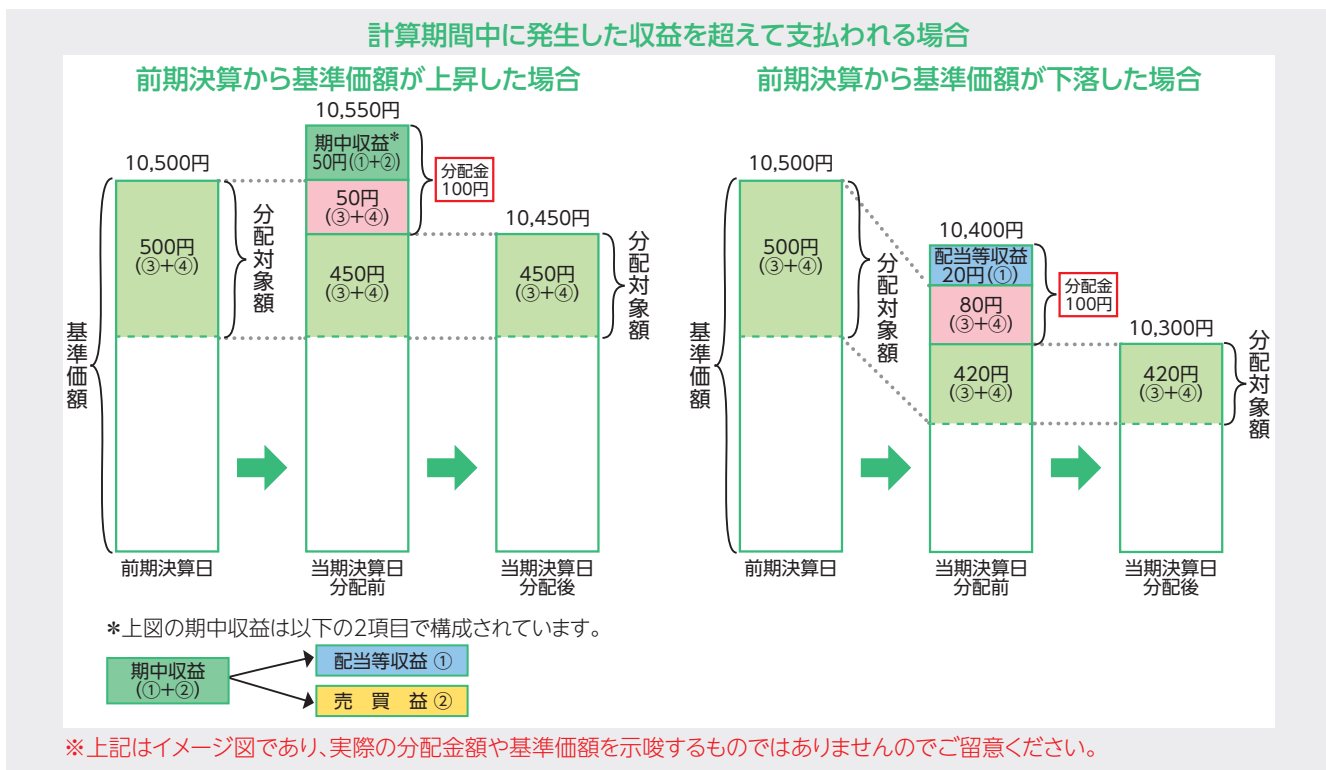 計算期間中に発生した収益を超えて支払われる場合
前期決算から基準価額が上昇した場合
10,500円
500円
(③+④)
分配対象額
基準価額
前期決算日
10,550円
期中収益*
50円(①+②)
50円
(③+④)
分配金
100円
450円
(③+④)
当期決算日
分配前
10,450円
450円
(③+④)
分配対象額
当期決算日
分配後
前期決算から基準価額が下落した場合
10,500円
500円
(③+④)
分配対象額
基準価額
前期決算日
10,400円
配当等収益
20円(①)
80円
(③+④)
分配金
100円
420円
(③+④)
当期決算日
分配前
10,300円
420円
(③+④)
分配対象額
当期決算日
分配後
*上図の期中収益は以下の2項目で構成されています。
期中収益
(①+②)
配当等収益 ①
売 買 益 ②
※上記はイメージ図であり、実際の分配金額や基準価額を示唆するものではありませんのでご留意ください。